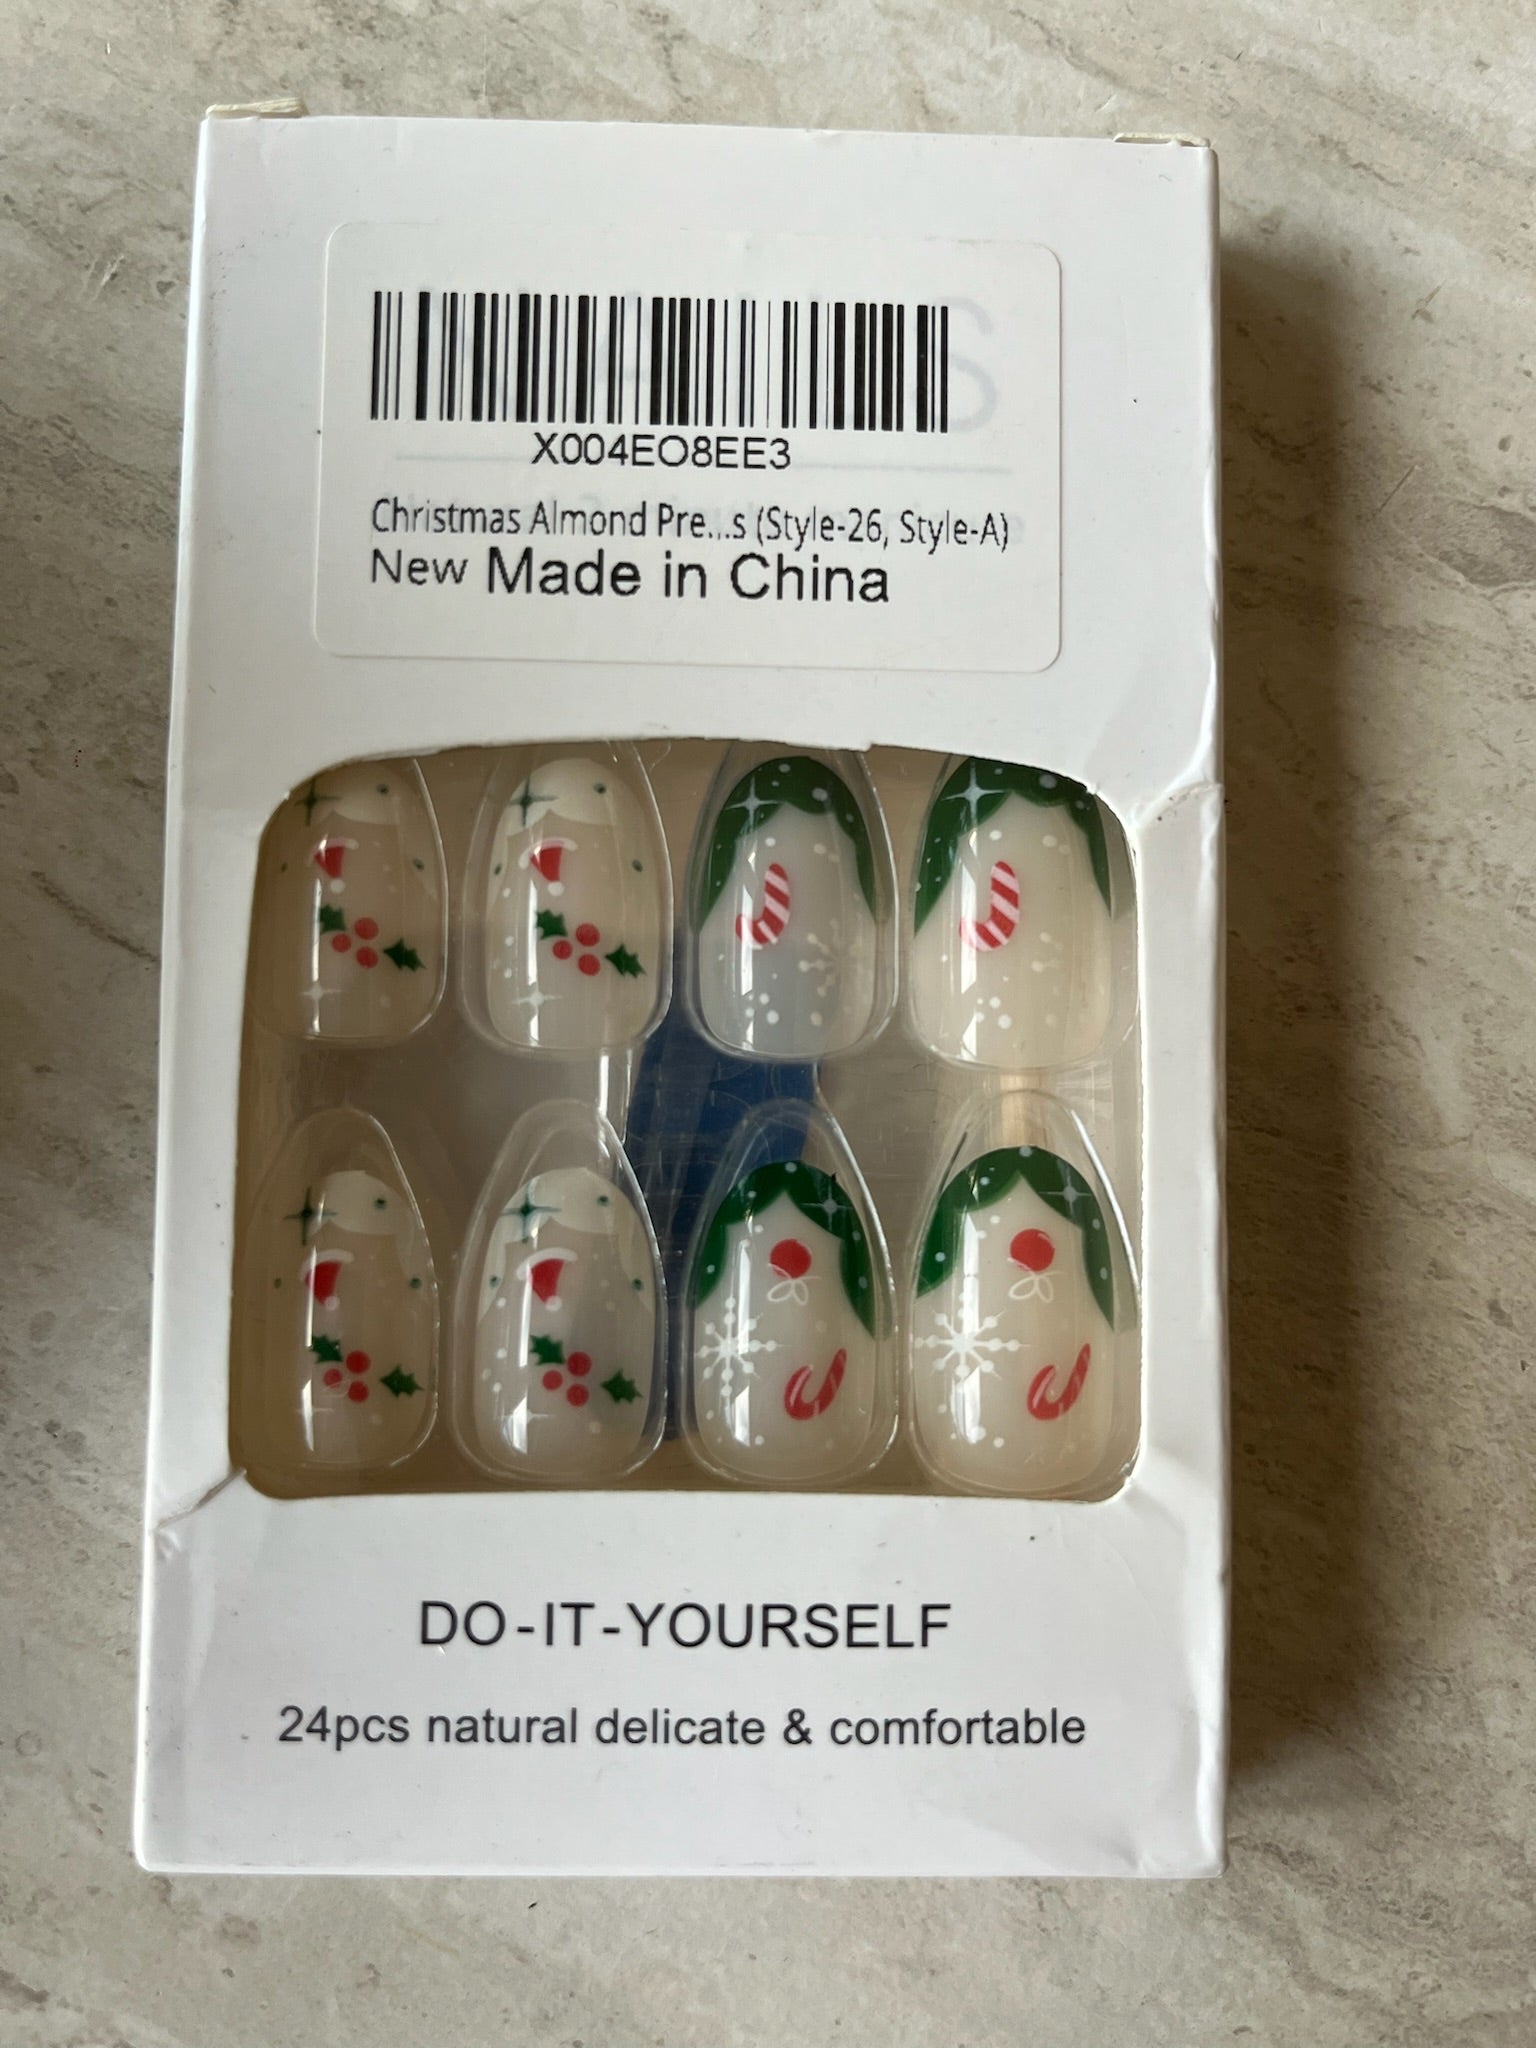 X004EO8EE3
Christmas Almond Pre...s (Style-26, Style-A)
New Made in China
DO-IT-YOURSELF
24pcs natural delicate & comfortable